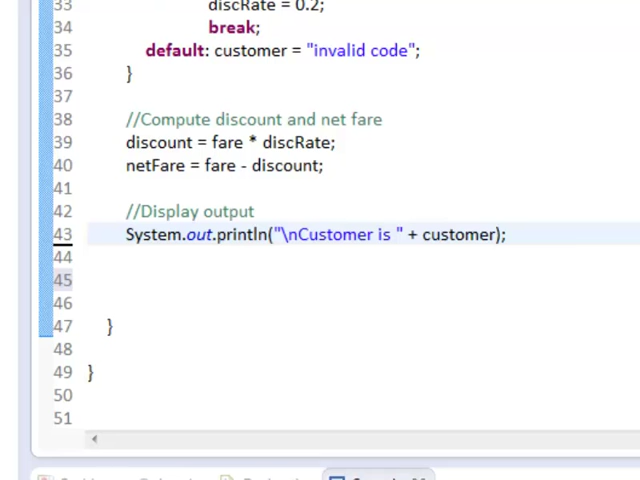 33 discRate = 0.2;
34 break;
35 default: customer = "invalid code";
36 }
37
38 //Compute discount and net fare
39 discount = fare * discRate;
40 netFare = fare - discount;
41
42 //Display output
43 System.out.println("\nCustomer is " + customer);
44
45
46
47 }
48
49 }
50
51